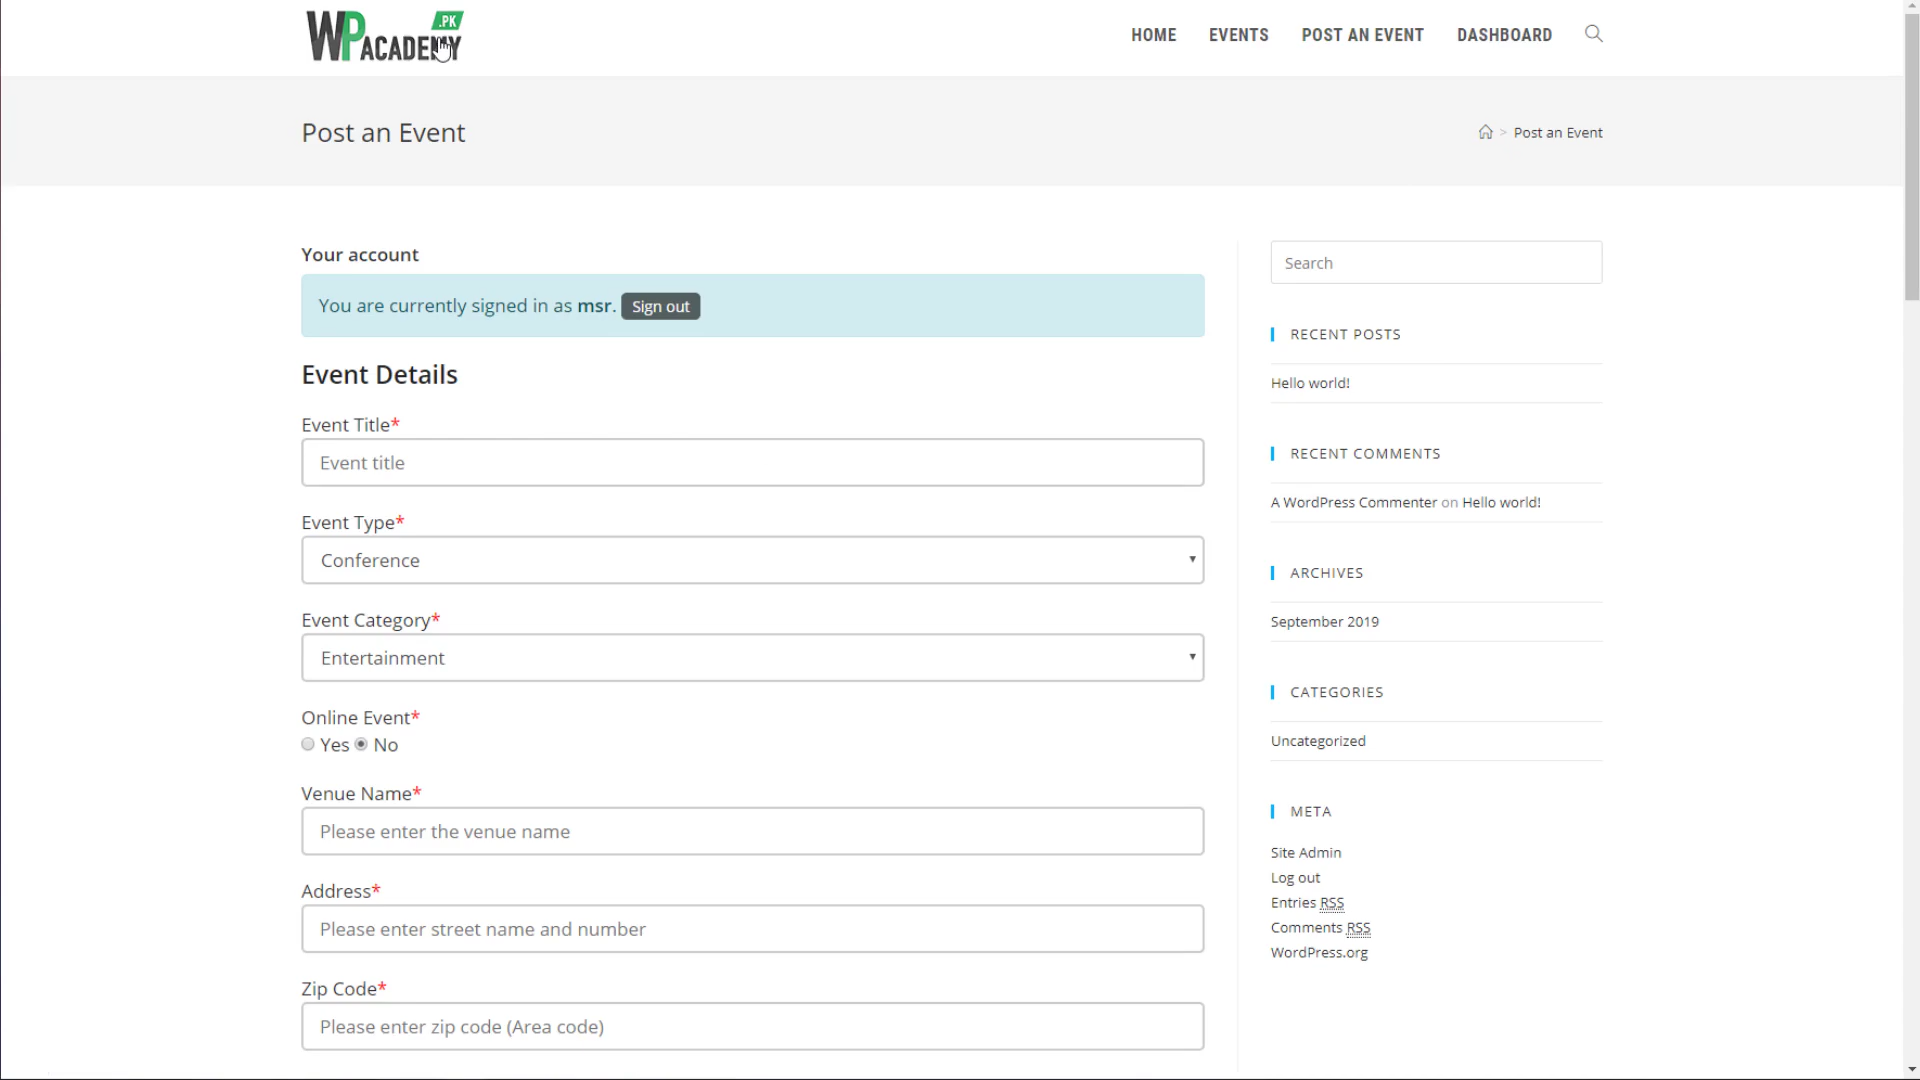 WPACADEMY .PK
HOME EVENTS POST AN EVENT DASHBOARD
Post an Event
> Post an Event
Your account
You are currently signed in as msr. Sign out
Event Details
Event Title*
Event title
Event Type*
Conference
Event Category*
Entertainment
Online Event*
Yes No
Venue Name*
Please enter the venue name
Address*
Please enter street name and number
Zip Code*
Please enter zip code (Area code)
Search
RECENT POSTS
Hello world!
RECENT COMMENTS
A WordPress Commenter on Hello world!
ARCHIVES
September 2019
CATEGORIES
Uncategorized
META
Site Admin
Log out
Entries RSS
Comments RSS
WordPress.org